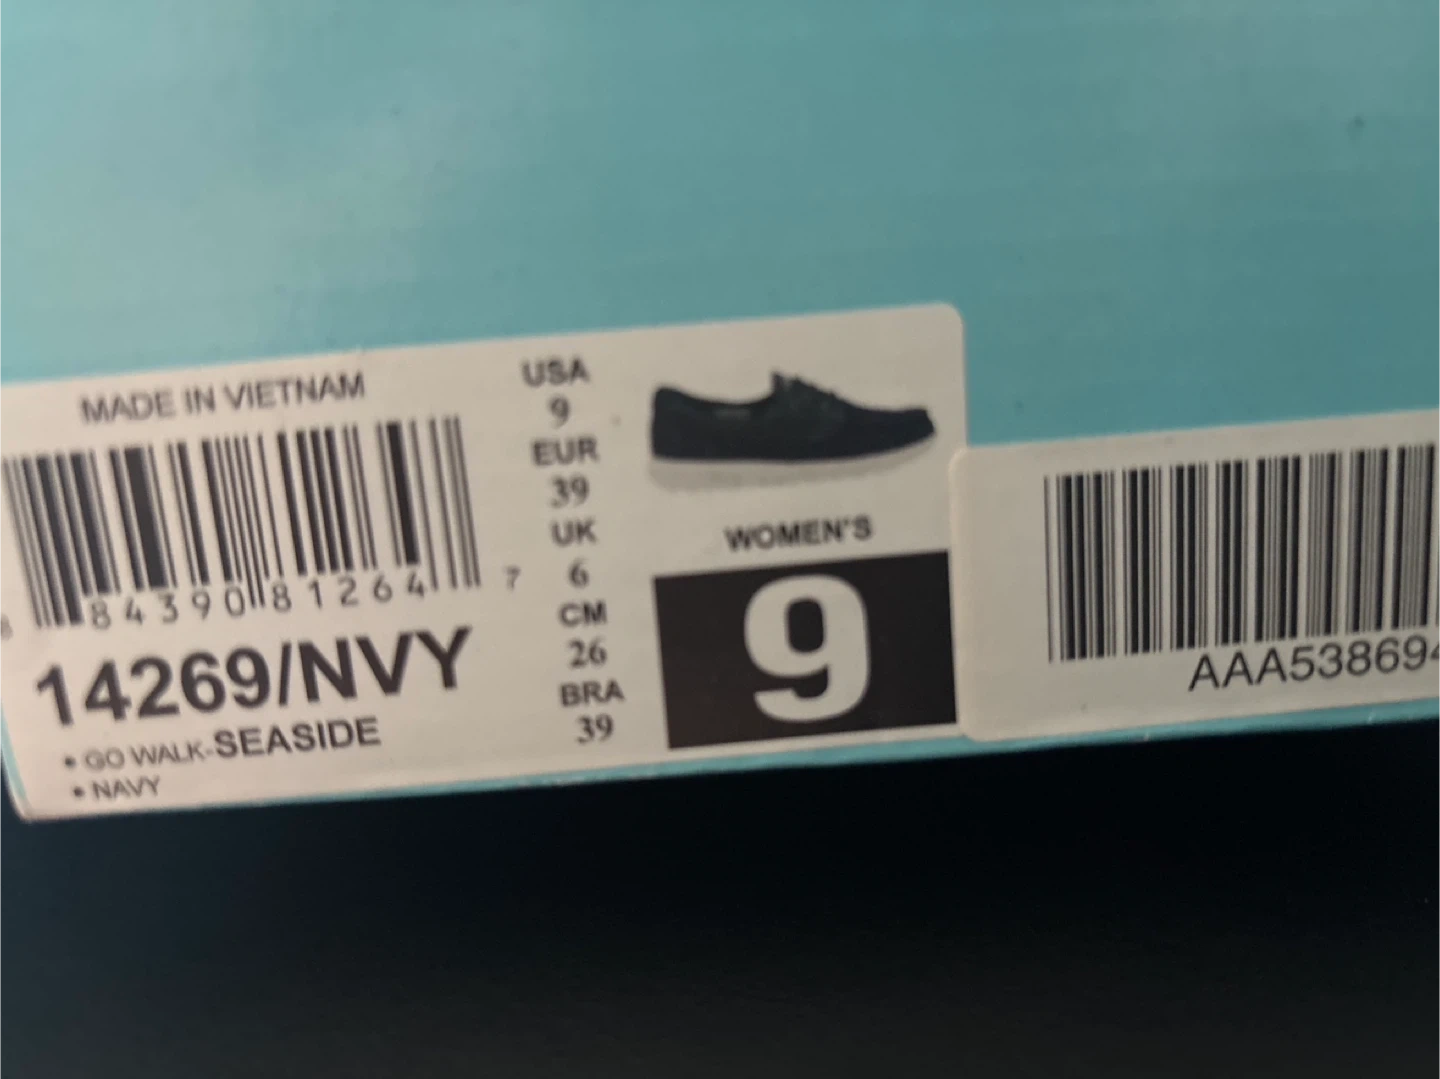 MADE IN VIETNAM
84390 81264 7
14269/NVY
• GO WALK-SEASIDE
• NAVY
USA
9
EUR
39
UK
6
CM
26
BRA
39
WOMEN'S
9
AAA538694